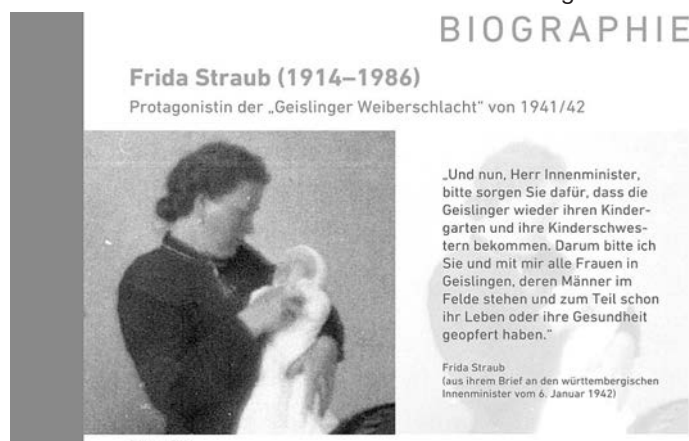 BIOGRAPHIE
Frida Straub (1914–1986)
Protagonistin der „Geislinger Weiberschlacht“ von 1941/42
„Und nun, Herr Innenminister,
bitte sorgen Sie dafür, dass die
Geislinger wieder ihren Kinder-
garten und ihre Kinderschwes-
tern bekommen. Darum bitte ich
Sie und mit mir alle Frauen in
Geislingen, deren Männer im
Felde stehen und zum Teil schon
ihr Leben oder ihre Gesundheit
geopfert haben.“
Frida Straub
(aus ihrem Brief an den württembergischen
Innenminister vom 6. Januar 1942)